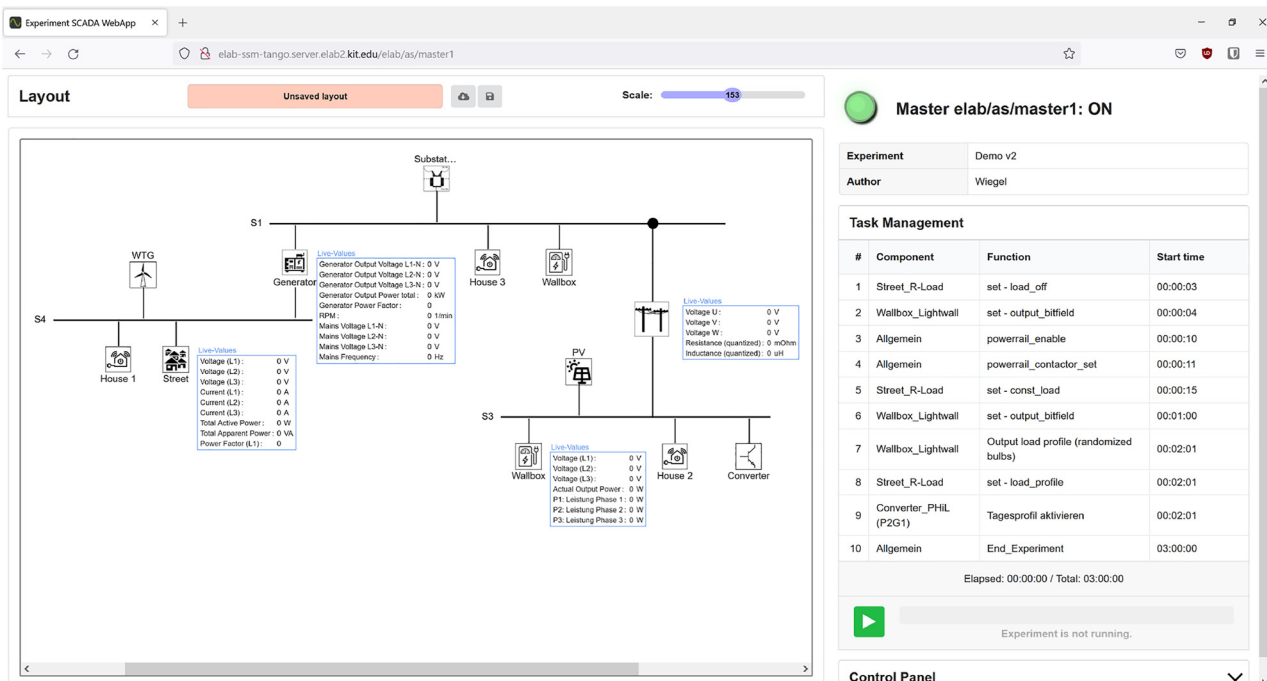 Experiment SCADA WebApp
elab-ssm-tango.server.elab2.kit.edu/elab/as/master1
Layout
Unsaved layout
Scale:
153
Substat...
S1
WTG
Generator
Live-Values
Generator Output Voltage L1-N : 0 V
Generator Output Voltage L2-N : 0 V
Generator Output Voltage L3-N : 0 V
Generator Output Power total : 0 kW
Generator Power Factor : 0
RPM : 0 1/min
Mains Voltage L1-N : 0 V
Mains Voltage L2-N : 0 V
Mains Voltage L3-N : 0 V
Mains Frequency : 0 Hz
House 3
Wallbox
Live-Values
Voltage U : 0 V
Voltage V : 0 V
Voltage W : 0 V
Resistance (quantized) : 0 mOhm
Inductance (quantized) : 0 uH
S4
House 1
Street
Live-Values
Voltage (L1) : 0 V
Voltage (L2) : 0 V
Voltage (L3) : 0 V
Current (L1) : 0 A
Current (L2) : 0 A
Current (L3) : 0 A
Total Active Power : 0 W
Total Apparent Power : 0 VA
Power Factor (L1) : 0
PV
S3
Wallbox
Live-Values
Voltage (L1) : 0 V
Voltage (L2) : 0 V
Voltage (L3) : 0 V
Actual Output Power : 0 W
P1: Leistung Phase 1 : 0 W
P2: Leistung Phase 2 : 0 W
P3: Leistung Phase 3 : 0 W
House 2
Converter
Master elab/as/master1: ON
Experiment Demo v2
Author Wiegel
Task Management
# Component Function Start time
1 Street_R-Load set - load_off 00:00:03
2 Wallbox_Lightwall set - output_bitfield 00:00:04
3 Allgemein powerrail_enable 00:00:10
4 Allgemein powerrail_contactor_set 00:00:11
5 Street_R-Load set - const_load 00:00:15
6 Wallbox_Lightwall set - output_bitfield 00:01:00
7 Wallbox_Lightwall Output load profile (randomized bulbs) 00:02:01
8 Street_R-Load set - load_profile 00:02:01
9 Converter_PHiL (P2G1) Tagesprofil aktivieren 00:02:01
10 Allgemein End_Experiment 03:00:00
Elapsed: 00:00:00 / Total: 03:00:00
Experiment is not running.
Control Panel